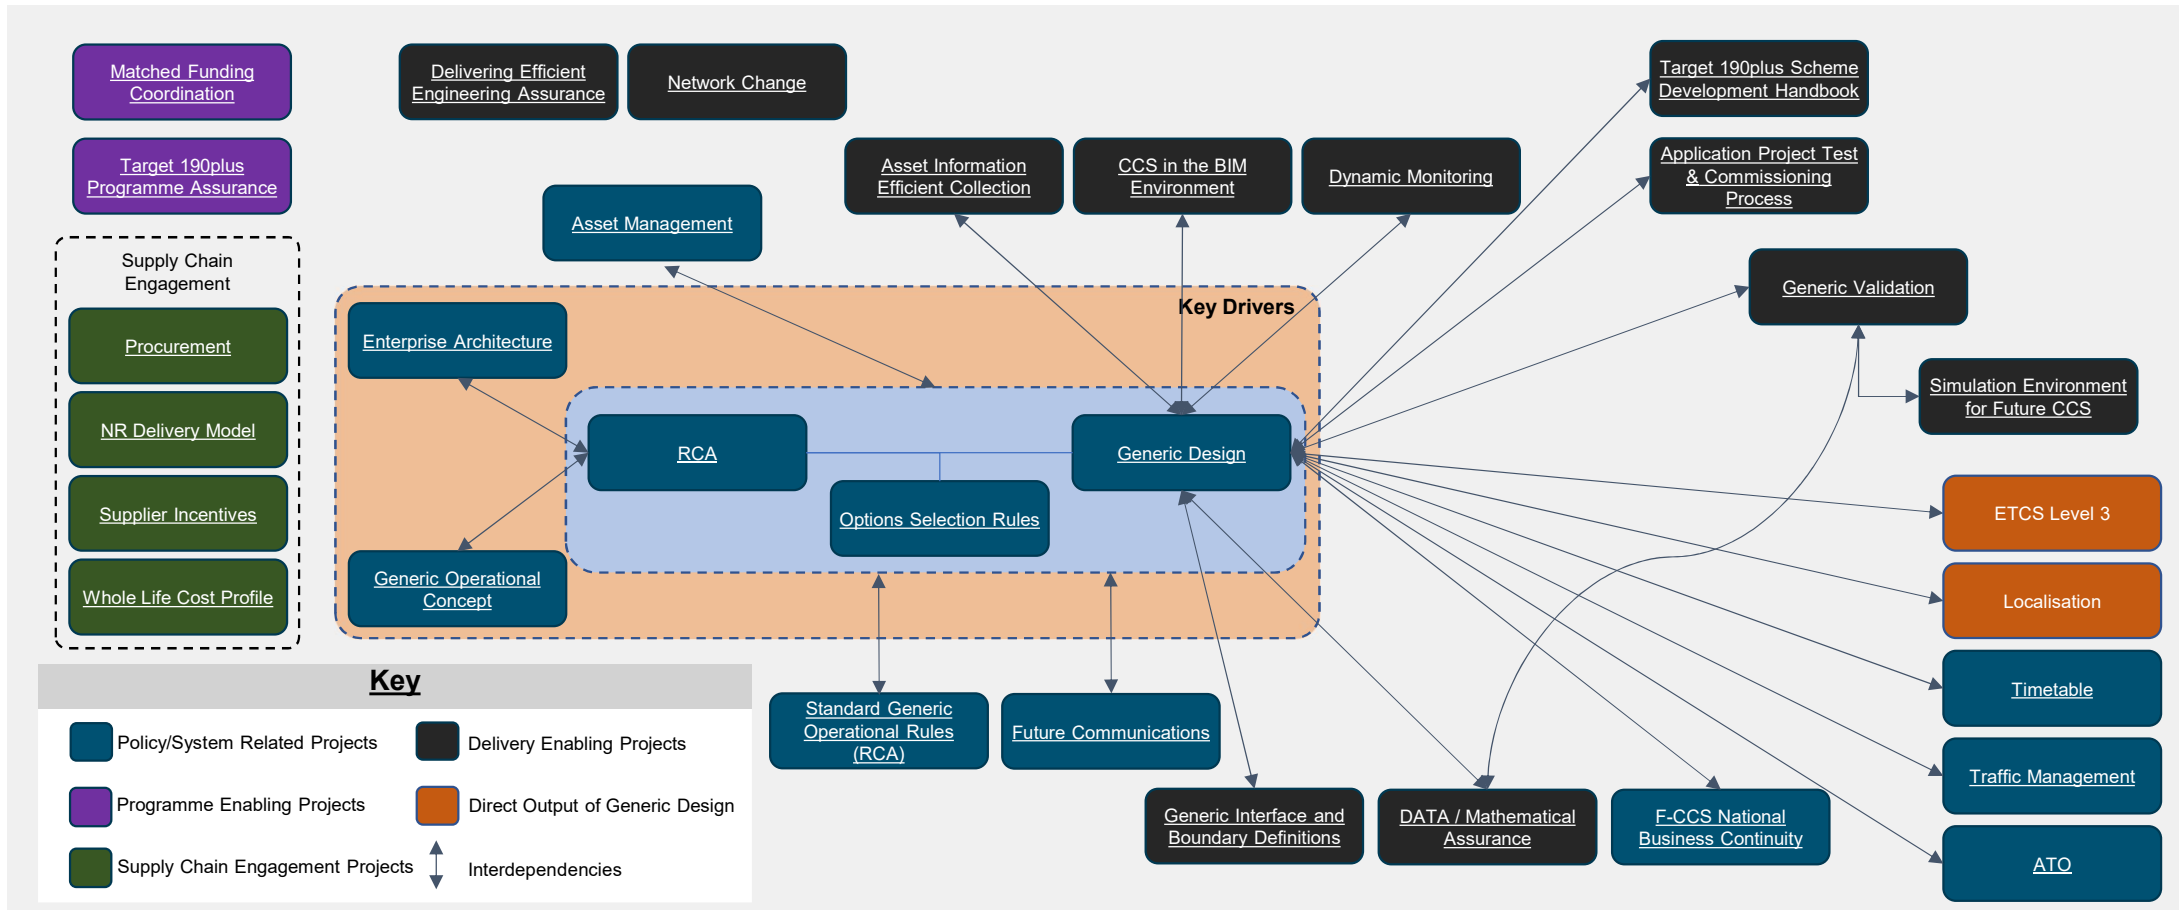 Matched Funding
Coordination
Delivering Efficient
Engineering Assurance
Network Change
Target 190plus Scheme
Development Handbook
Target 190plus
Programme Assurance
Asset Information
Efficient Collection
CCS in the BIM
Environment
Dynamic Monitoring
Application Project Test
& Commissioning
Process
Asset Management
Supply Chain
Engagement
Procurement
NR Delivery Model
Supplier Incentives
Whole Life Cost Profile
Key Drivers
Enterprise Architecture
RCA
Generic Design
Options Selection Rules
Generic Operational
Concept
Generic Validation
Simulation Environment
for Future CCS
ETCS Level 3
Localisation
Timetable
Traffic Management
ATO
Standard Generic
Operational Rules
(RCA)
Future Communications
Generic Interface and
Boundary Definitions
DATA / Mathematical
Assurance
F-CCS National
Business Continuity
Key
Policy/System Related Projects
Delivery Enabling Projects
Programme Enabling Projects
Direct Output of Generic Design
Supply Chain Engagement Projects
Interdependencies